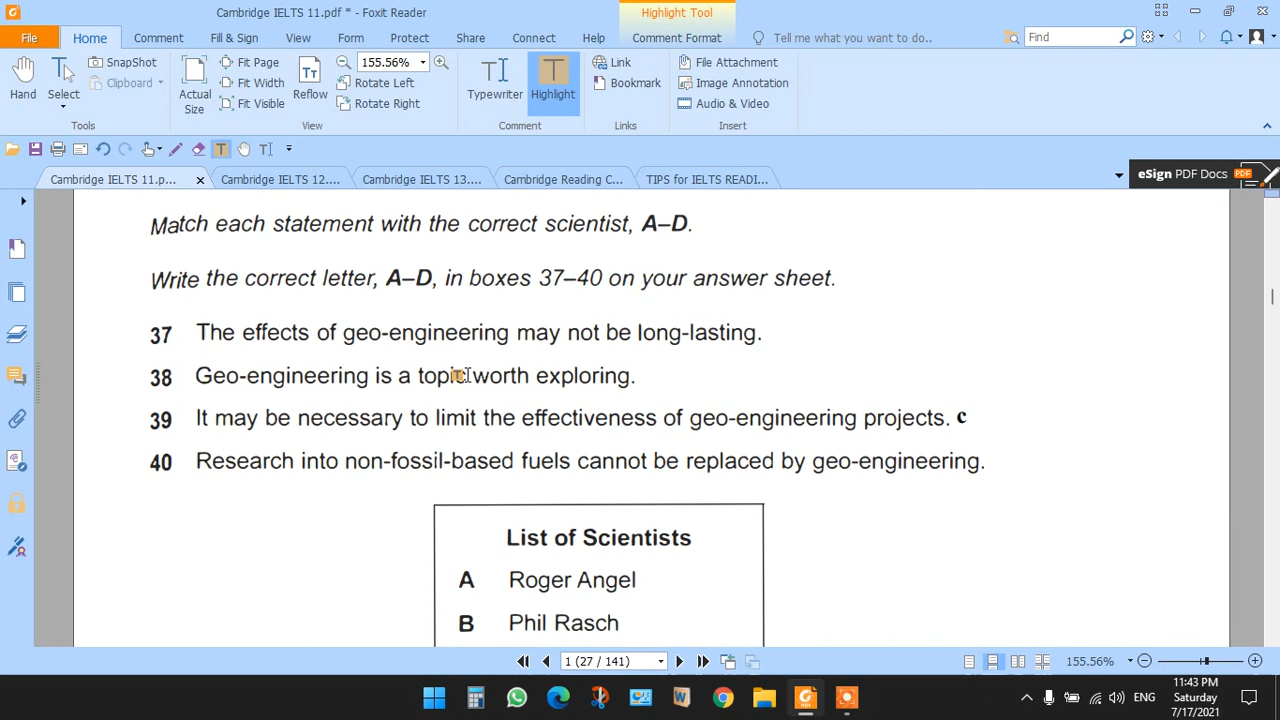 Cambridge IELTS 11.pdf * - Foxit Reader
Highlight Tool
File Home Comment Fill & Sign View Form Protect Share Connect Help Comment Format Tell me what you want to do.. Find
Hand Select SnapShot Clipboard Tools
Actual Size Fit Page Fit Width Fit Visible Reflow 155.56% Rotate Left Rotate Right View
Typewriter Highlight Comment
Link Bookmark Links
File Attachment Image Annotation Audio & Video Insert
Cambridge IELTS 11.p... Cambridge IELTS 12.... Cambridge IELTS 13.... Cambridge Reading C... TIPS for IELTS READI... eSign PDF Docs PDF
Match each statement with the correct scientist, A–D.
Write the correct letter, A–D, in boxes 37–40 on your answer sheet.
37 The effects of geo-engineering may not be long-lasting.
38 Geo-engineering is a topic worth exploring.
39 It may be necessary to limit the effectiveness of geo-engineering projects. c
40 Research into non-fossil-based fuels cannot be replaced by geo-engineering.
List of Scientists
A Roger Angel
B Phil Rasch
1 (27 / 141) 155.56%
ENG
11:43 PM
Saturday
7/17/2021